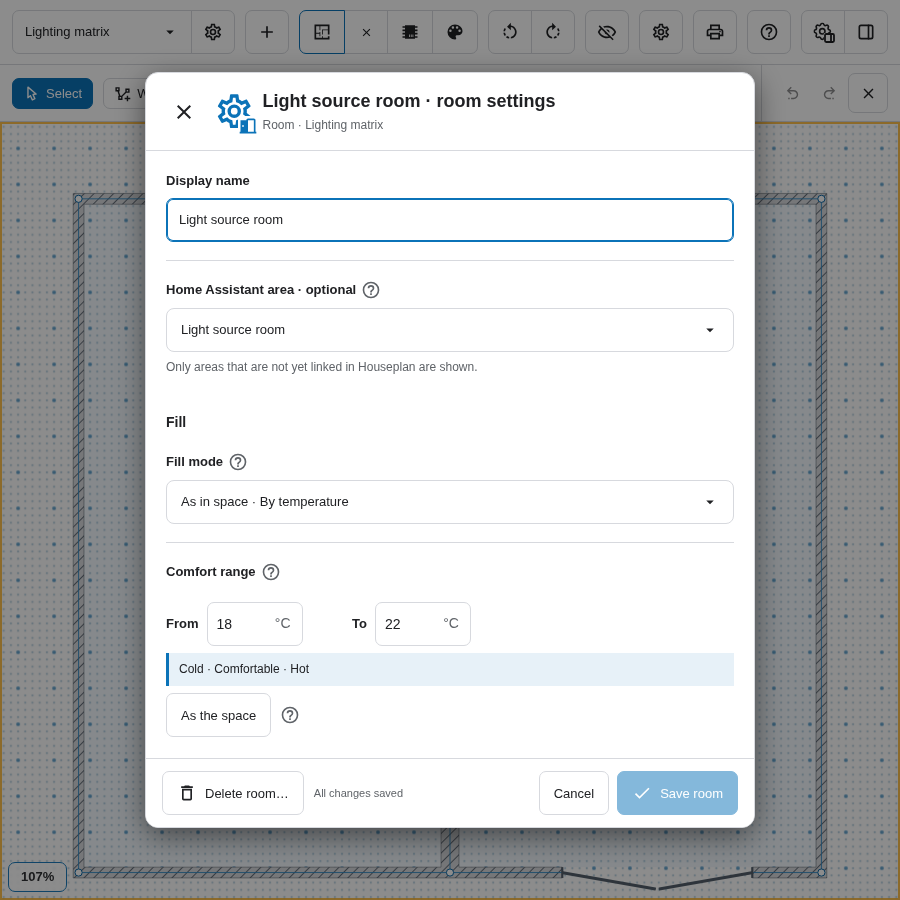 Lighting matrix
Select
W
Light source room · room settings
Room · Lighting matrix
Display name
Light source room
Home Assistant area · optional
Light source room
Only areas that are not yet linked in Houseplan are shown.
Fill
Fill mode
As in space · By temperature
Comfort range
From 18 °C To 22 °C
Cold · Comfortable · Hot
As the space
Delete room… All changes saved Cancel Save room
107%